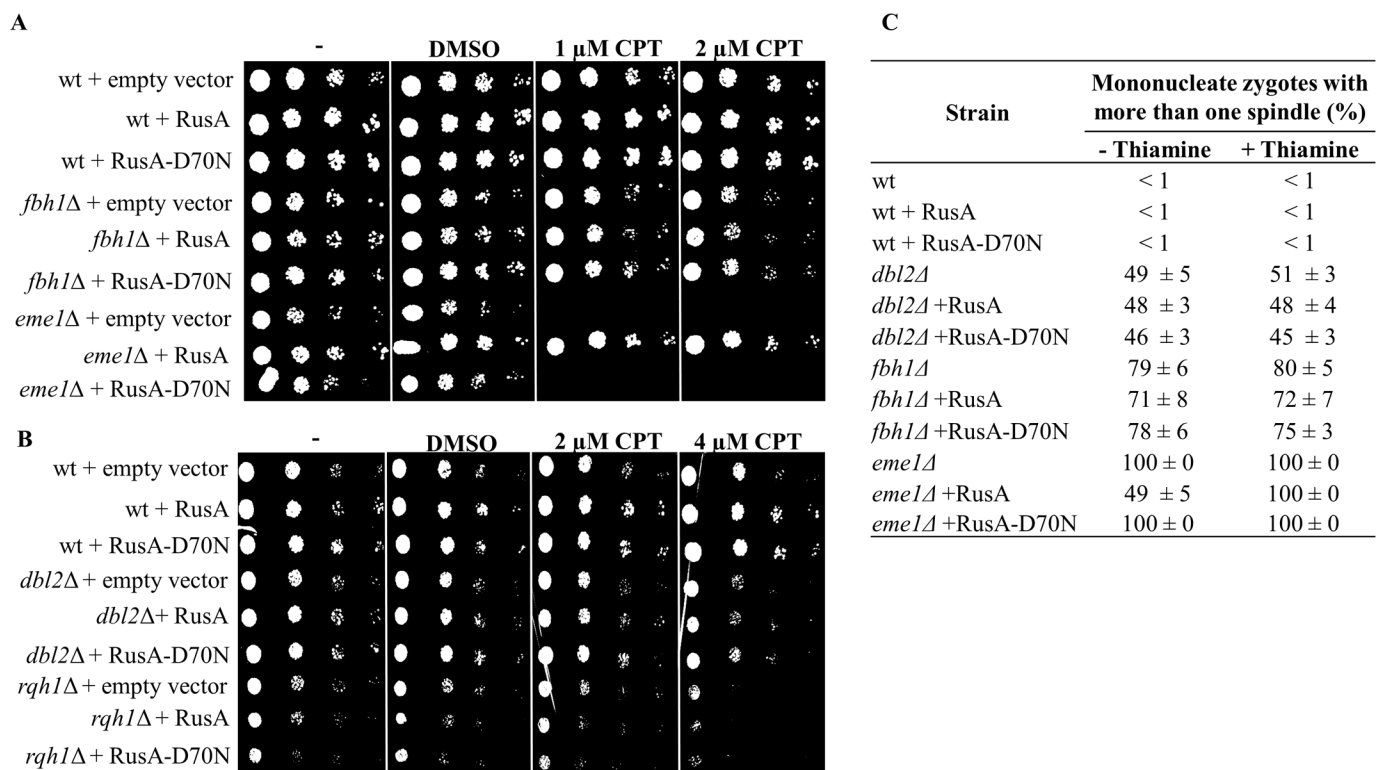 A
- DMSO 1 μM CPT 2 μM CPT
wt + empty vector
wt + RusA
wt + RusA-D70N
fbh1Δ + empty vector
fbh1Δ + RusA
fbh1Δ + RusA-D70N
eme1Δ + empty vector
eme1Δ + RusA
eme1Δ + RusA-D70N
B
- DMSO 2 μM CPT 4 μM CPT
wt + empty vector
wt + RusA
wt + RusA-D70N
dbl2Δ + empty vector
dbl2Δ+ RusA
dbl2Δ + RusA-D70N
rqh1Δ + empty vector
rqh1Δ + RusA
rqh1Δ + RusA-D70N
C
Strain
Mononucleate zygotes with
more than one spindle (%)
- Thiamine + Thiamine
wt < 1 < 1
wt + RusA < 1 < 1
wt + RusA-D70N < 1 < 1
dbl2Δ 49 ± 5 51 ± 3
dbl2Δ +RusA 48 ± 3 48 ± 4
dbl2Δ +RusA-D70N 46 ± 3 45 ± 3
fbh1Δ 79 ± 6 80 ± 5
fbh1Δ +RusA 71 ± 8 72 ± 7
fbh1Δ +RusA-D70N 78 ± 6 75 ± 3
eme1Δ 100 ± 0 100 ± 0
eme1Δ +RusA 49 ± 5 100 ± 0
eme1Δ +RusA-D70N 100 ± 0 100 ± 0